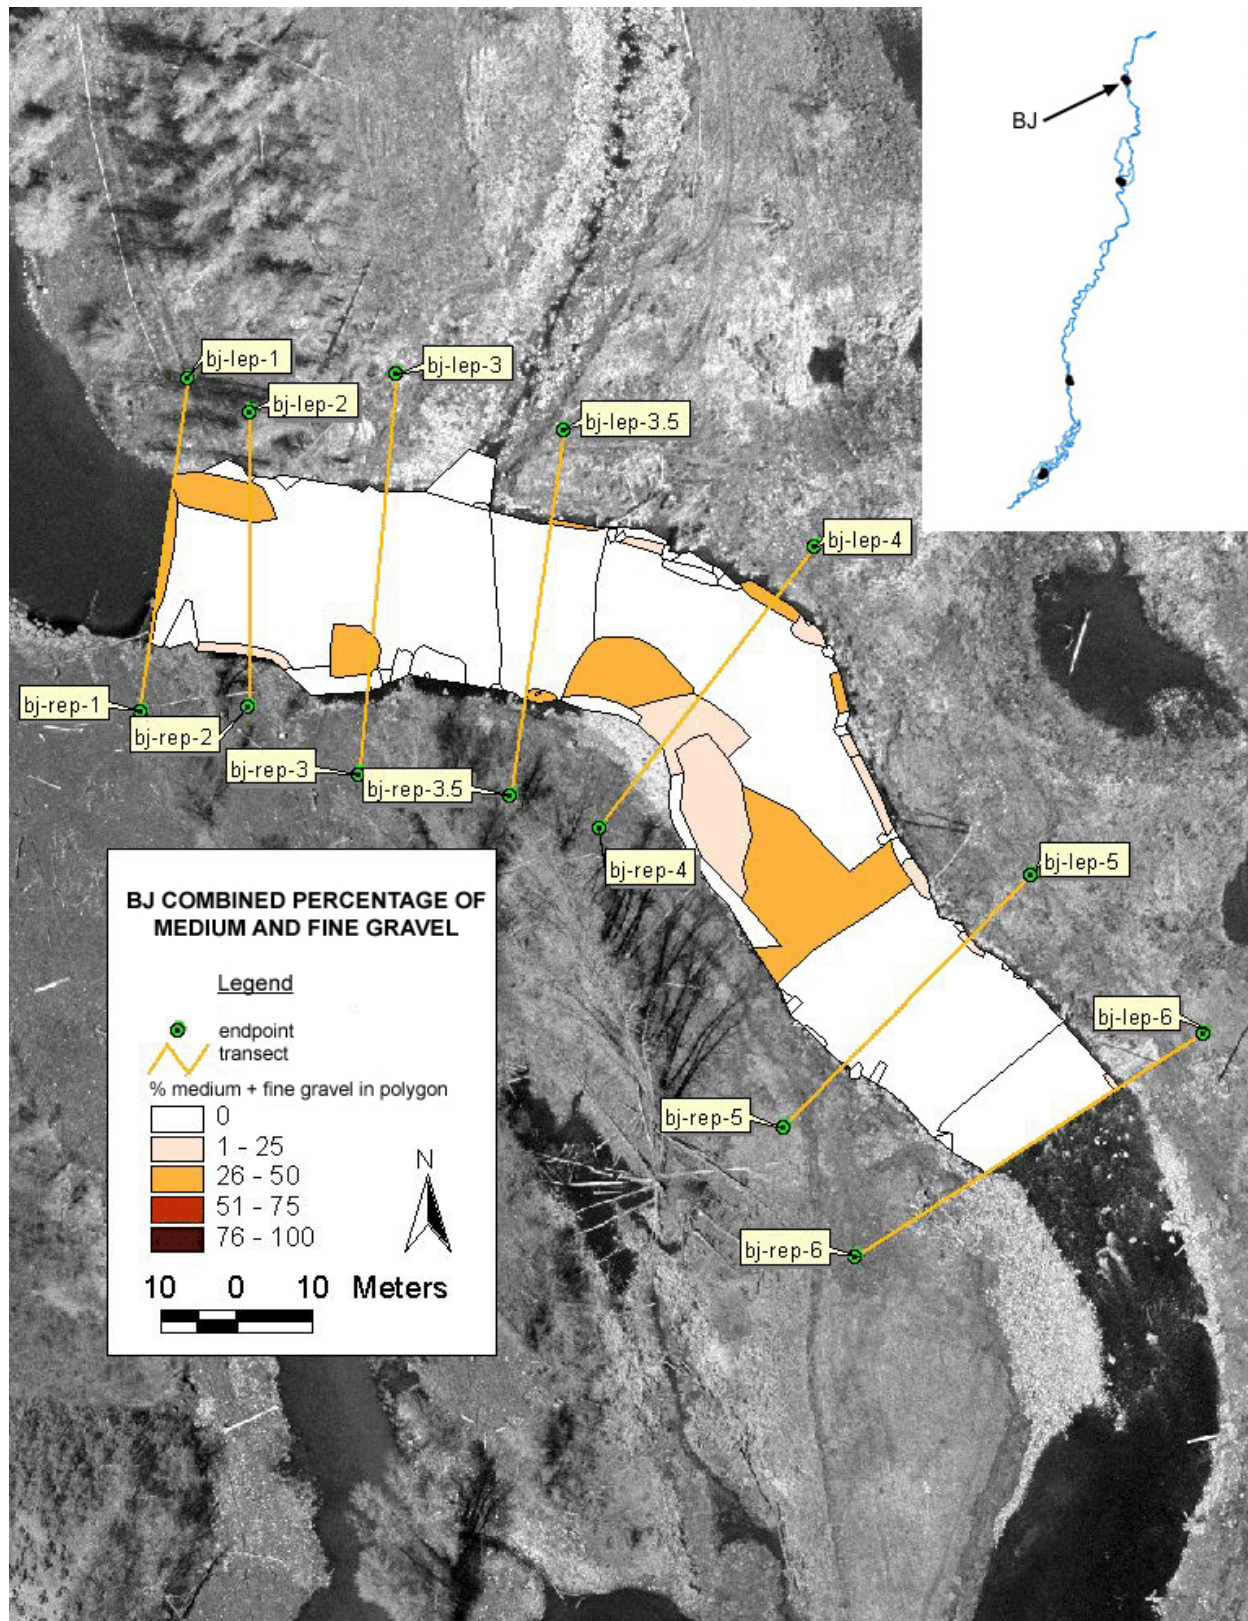 BJ
bj-lep-1
bj-lep-2
bj-lep-3
bj-lep-3.5
bj-lep-4
bj-rep-1
bj-rep-2
bj-rep-3
bj-rep-3.5
bj-rep-4
bj-lep-5
bj-lep-6
bj-rep-5
bj-rep-6
BJ COMBINED PERCENTAGE OF
MEDIUM AND FINE GRAVEL
Legend
endpoint
transect
% medium + fine gravel in polygon
0
1 - 25
26 - 50
51 - 75
76 - 100
N
10 0 10 Meters